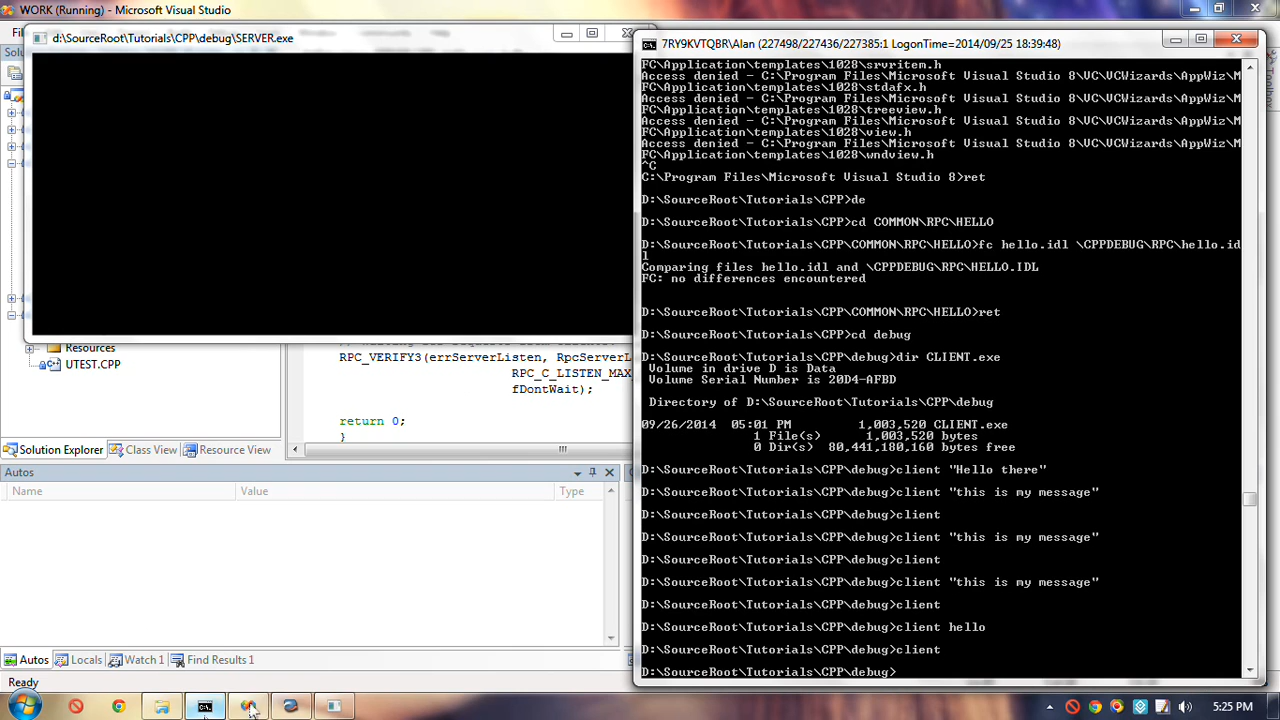 WORK (Running) - Microsoft Visual Studio
d:\SourceRoot\Tutorials\CPP\debug\SERVER.exe
Resources
UTEST.CPP
RPC_VERIFY3(errServerListen, RpcServerL
RPC_C_LISTEN_MAX
fDontWait);
return 0;
}
Solution Explorer
Class View
Resource View
Autos
Name
Value
Type
Autos
Locals
Watch 1
Find Results 1
Ready
7RY9KVTQBR\Alan (227498/227436/227385:1 LogonTime=2014/09/25 18:39:48)
FC\Application\templates\1028\srvritem.h
Access denied - C:\Program Files\Microsoft Visual Studio 8\VC\VCWizards\AppWiz\M
FC\Application\templates\1028\stdafx.h
Access denied - C:\Program Files\Microsoft Visual Studio 8\VC\VCWizards\AppWiz\M
FC\Application\templates\1028\treeview.h
Access denied - C:\Program Files\Microsoft Visual Studio 8\VC\VCWizards\AppWiz\M
FC\Application\templates\1028\view.h
Access denied - C:\Program Files\Microsoft Visual Studio 8\VC\VCWizards\AppWiz\M
FC\Application\templates\1028\wndview.h
^C
C:\Program Files\Microsoft Visual Studio 8>ret
D:\SourceRoot\Tutorials\CPP>de
D:\SourceRoot\Tutorials\CPP>cd COMMON\RPC\HELLO
D:\SourceRoot\Tutorials\CPP\COMMON\RPC\HELLO>fc hello.idl \CPPDEBUG\RPC\hello.id
l
Comparing files hello.idl and \CPPDEBUG\RPC\HELLO.IDL
FC: no differences encountered
D:\SourceRoot\Tutorials\CPP\COMMON\RPC\HELLO>ret
D:\SourceRoot\Tutorials\CPP>cd debug
D:\SourceRoot\Tutorials\CPP\debug>dir CLIENT.exe
Volume in drive D is Data
Volume Serial Number is 20D4-AFBD
Directory of D:\SourceRoot\Tutorials\CPP\debug
09/26/2014 05:01 PM 1,003,520 CLIENT.exe
1 File(s) 1,003,520 bytes
0 Dir(s) 80,441,180,160 bytes free
D:\SourceRoot\Tutorials\CPP\debug>client "Hello there"
D:\SourceRoot\Tutorials\CPP\debug>client "this is my message"
D:\SourceRoot\Tutorials\CPP\debug>client
D:\SourceRoot\Tutorials\CPP\debug>client "this is my message"
D:\SourceRoot\Tutorials\CPP\debug>client
D:\SourceRoot\Tutorials\CPP\debug>client "this is my message"
D:\SourceRoot\Tutorials\CPP\debug>client
D:\SourceRoot\Tutorials\CPP\debug>client hello
D:\SourceRoot\Tutorials\CPP\debug>client
D:\SourceRoot\Tutorials\CPP\debug>
Toolbox
5:25 PM